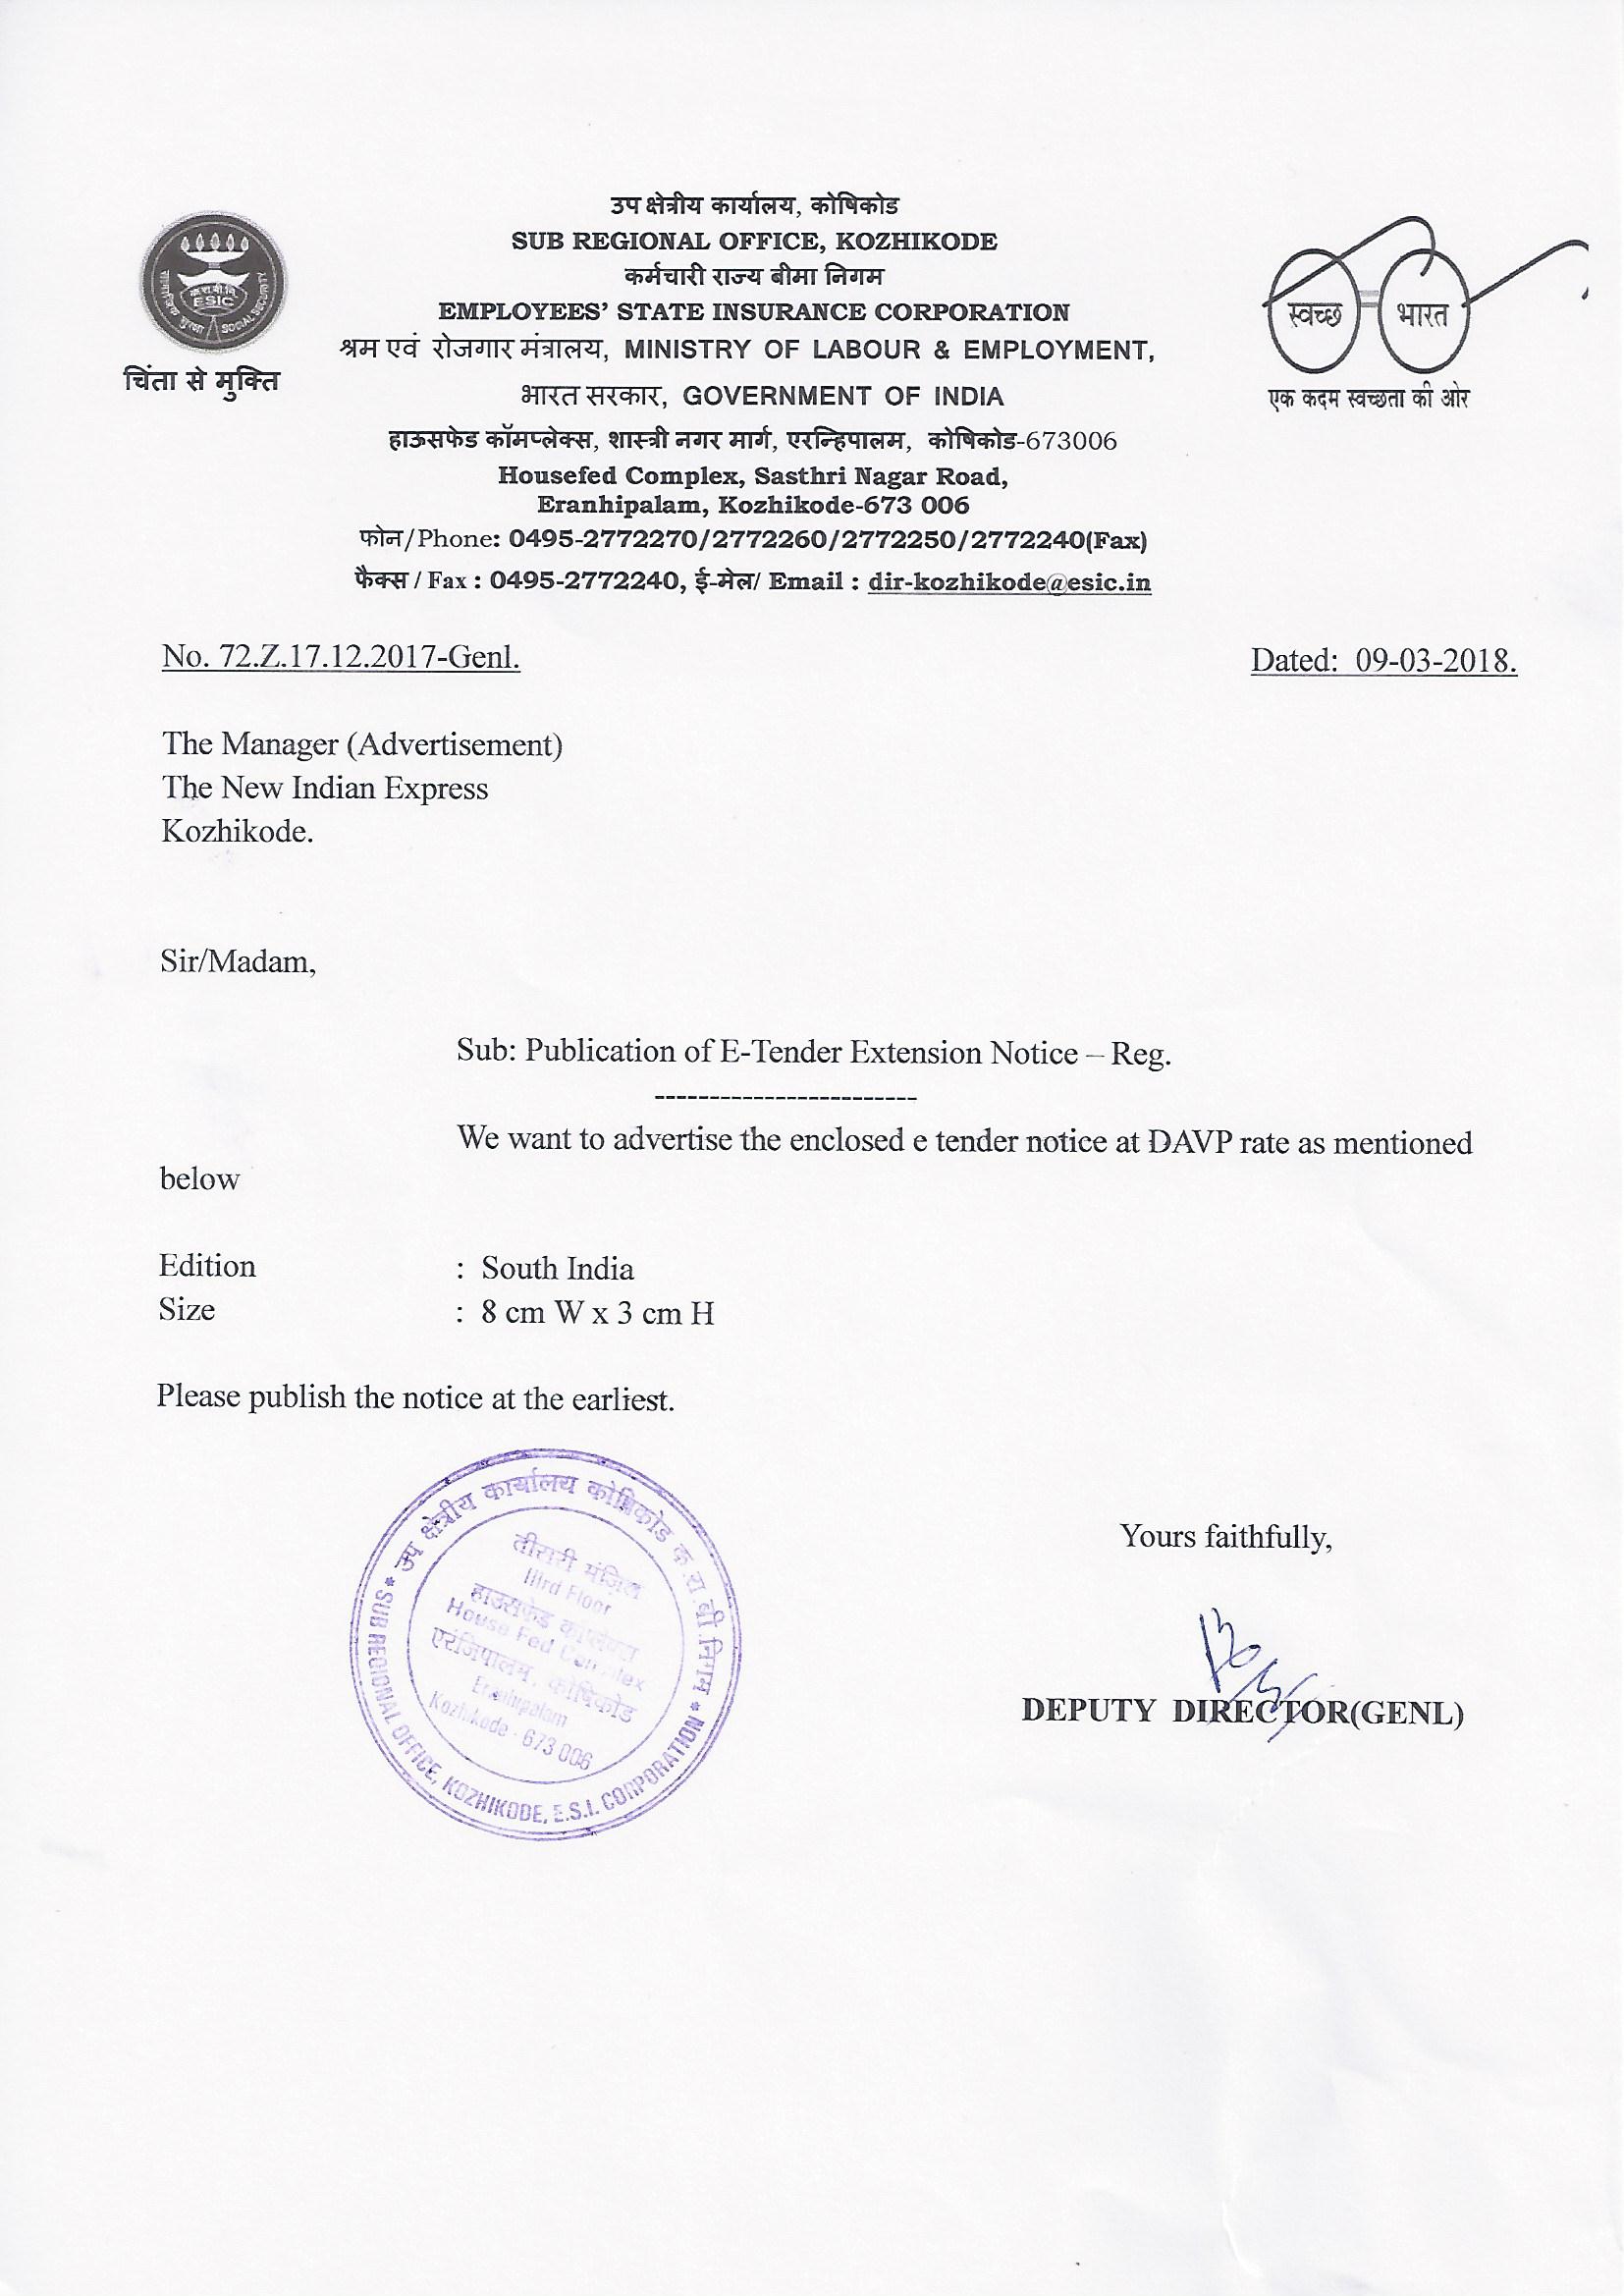 उप क्षेत्रीय कार्यालय, कोषिकोड
SUB REGIONAL OFFICE, KOZHIKODE
कर्मचारी राज्य बीमा निगम
EMPLOYEES’ STATE INSURANCE CORPORATION
श्रम एवं रोजगार मंत्रालय, MINISTRY OF LABOUR & EMPLOYMENT,
भारत सरकार, GOVERNMENT OF INDIA
हाऊसफेड कॉमप्लेक्स, शास्त्री नगर मार्ग, एरन्हिपालम, कोषिकोड-673006
Housefed Complex, Sasthri Nagar Road,
Eranhipalam, Kozhikode-673 006
फोन/Phone: 0495-2772270/2772260/2772250/2772240(Fax)
फैक्स / Fax : 0495-2772240, ई-मेल/ Email : dir-kozhikode@esic.in
क.रा.बी.नि
ESIC
SOCIAL SECURITY
चिंता से मुक्ति
स्वच्छ भारत
एक कदम स्वच्छता की ओर
No. 72.Z.17.12.2017-Genl.
Dated: 09-03-2018.
The Manager (Advertisement)
The New Indian Express
Kozhikode.
Sir/Madam,
Sub: Publication of E-Tender Extension Notice – Reg.
------------------------
We want to advertise the enclosed e tender notice at DAVP rate as mentioned
below
Edition : South India
Size : 8 cm W x 3 cm H
Please publish the notice at the earliest.
उप क्षेत्रीय कार्यालय कोषिकोड क.रा.बी.निगम
तीसरी मंज़िल
IIIrd Floor
हाउसफेड
House Fed
एरंजिपालम, कोषिकोड
Eranhipalam
Kozhikode - 673 006
* SUB REGIONAL OFFICE, KOZHIKODE, E.S.I. CORPORATION *
Yours faithfully,
DEPUTY DIRECTOR(GENL)